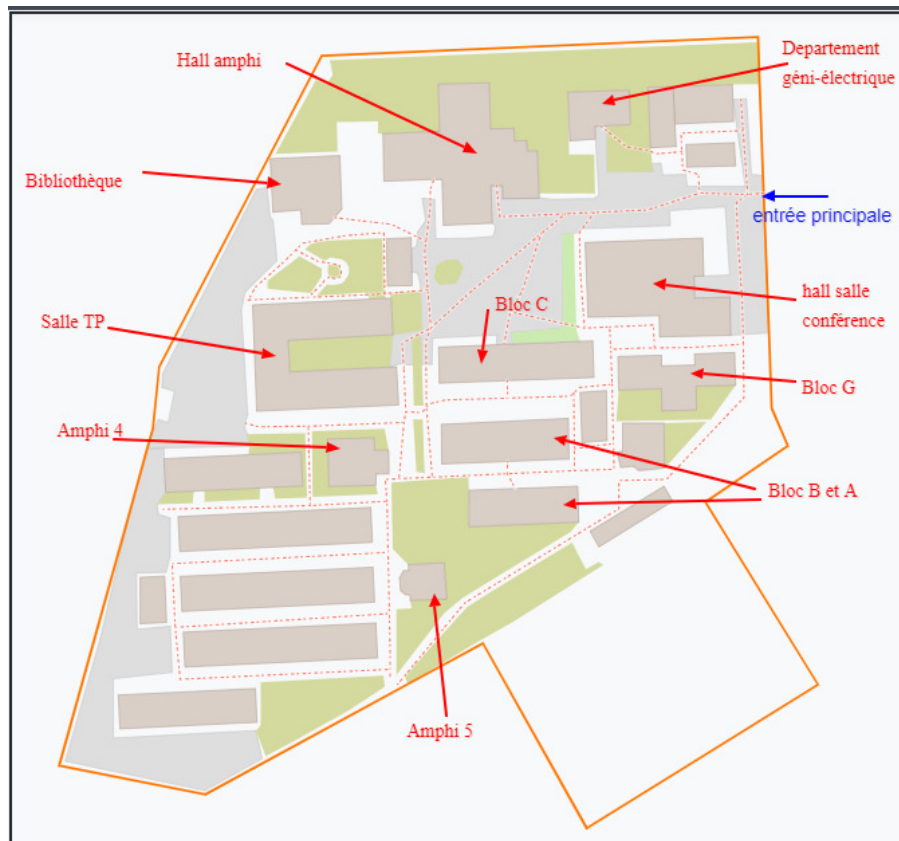 Departement
géni-électrique
Hall amphi
Bibliothèque
entrée principale
hall salle
conférence
Bloc C
Salle TP
Bloc G
Amphi 4
Bloc B et A
Amphi 5